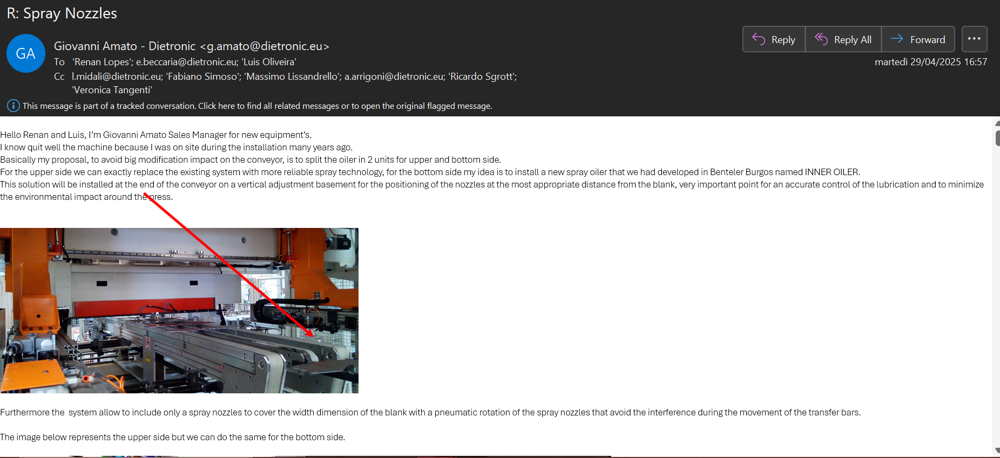 R: Spray Nozzles
GA
Giovanni Amato - Dietronic <g.amato@dietronic.eu>
To 'Renan Lopes'; e.beccaria@dietronic.eu; 'Luis Oliveira'
Cc l.midali@dietronic.eu; 'Fabiano Simoso'; 'Massimo Lissandrello'; a.arrigoni@dietronic.eu; 'Ricardo Sgrott';
'Veronica Tangenti'
Reply
Reply All
Forward
martedì 29/04/2025 16:57
This message is part of a tracked conversation. Click here to find all related messages or to open the original flagged message.
Hello Renan and Luis, I'm Giovanni Amato Sales Manager for new equipment's.
I know quit well the machine because I was on site during the installation many years ago.
Basically my proposal, to avoid big modification impact on the conveyor, is to split the oiler in 2 units for upper and bottom side.
For the upper side we can exactly replace the existing system with more reliable spray technology, for the bottom side my idea is to install a new spray oiler that we had developed in Benteler Burgos named INNER OILER.
This solution will be installed at the end of the conveyor on a vertical adjustment basement for the positioning of the nozzles at the most appropriate distance from the blank, very important point for an accurate control of the lubrication and to minimize
the environmental impact around the press.
Furthermore the  system allow to include only a spray nozzles to cover the width dimension of the blank with a pneumatic rotation of the spray nozzles that avoid the interference during the movement of the transfer bars.
The image below represents the upper side but we can do the same for the bottom side.